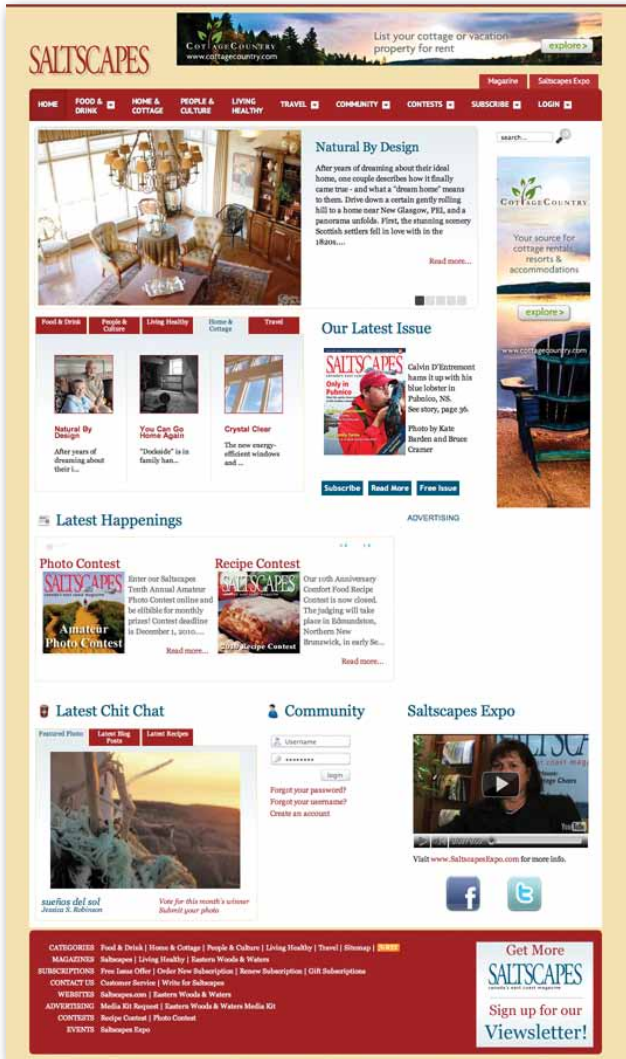 COTTAGECOUNTRY
www.cottagecountry.com
List your cottage or vacation
property for rent
explore >
SALTSCAPES
Magazine
Saltscapes Expo
HOME
FOOD &
DRINK
HOME &
COTTAGE
PEOPLE &
CULTURE
LIVING
HEALTHY
TRAVEL
COMMUNITY
CONTESTS
SUBSCRIBE
LOGIN
Natural By Design
After years of dreaming about their ideal
home, one couple describes how it finally
came true - and what a "dream home" means
to them. Drive down a certain gently rolling
hill to a home near New Glasgow, PEI, and a
panorama unfolds. First, the stunning scenery
Scottish settlers fell in love with in the
1820s....
Read more...
search...
COTTAGECOUNTRY
Your source for
cottage rentals,
resorts &
accommodations
explore >
www.cottagecountry.com
Food & Drink
People &
Culture
Living Healthy
Home &
Cottage
Travel
Natural By
Design
After years of
dreaming about
their i...
You Can Go
Home Again
"Dockside" is in
family han...
Crystal Clear
The new energy-
efficient windows
and ...
Our Latest Issue
SALTSCAPES
Only in
Pubnico
Calvin D'Entremont
hams it up with his
blue lobster in
Pubnico, NS.
See story, page 36.
Photo by Kate
Barden and Bruce
Cramer
Subscribe
Read More
Free Issue
ADVERTISING
Latest Happenings
Photo Contest
SALTSCAPES
Amateur
Photo Contest
Enter our Saltscapes
Tenth Annual Amateur
Photo Contest online and
be elibible for monthly
prizes! Contest deadline
is December 1, 2010....
Read more...
Recipe Contest
SALTSCAPES
2010 Recipe Contest
Our 10th Anniversary
Comfort Food Recipe
Contest is now closed.
The judging will take
place in Edmundston,
Northern New
Brunswick, in early Se...
Read more...
Latest Chit Chat
Featured Photo
Latest Blog
Posts
Latest Recipes
sueños del sol
Jessica S. Robinson
Vote for this month's winner
Submit your photo
Community
Username
login
Forgot your password?
Forgot your username?
Create an account
Saltscapes Expo
YouTube
Visit www.SaltscapesExpo.com for more info.
CATEGORIES Food & Drink | Home & Cottage | People & Culture | Living Healthy | Travel | Sitemap |
MAGAZINES Saltscapes | Living Healthy | Eastern Woods & Waters
SUBSCRIPTIONS Free Issue Offer | Order New Subscription | Renew Subscription | Gift Subscriptions
CONTACT US Customer Service | Write for Saltscapes
WEBSITES Saltscapes.com | Eastern Woods & Waters
ADVERTISING Media Kit Request | Eastern Woods & Waters Media Kit
CONTESTS Recipe Contest | Photo Contest
EVENTS Saltscapes Expo
Get More
SALTSCAPES
canada's east coast magazine
Sign up for our
Viewsletter!